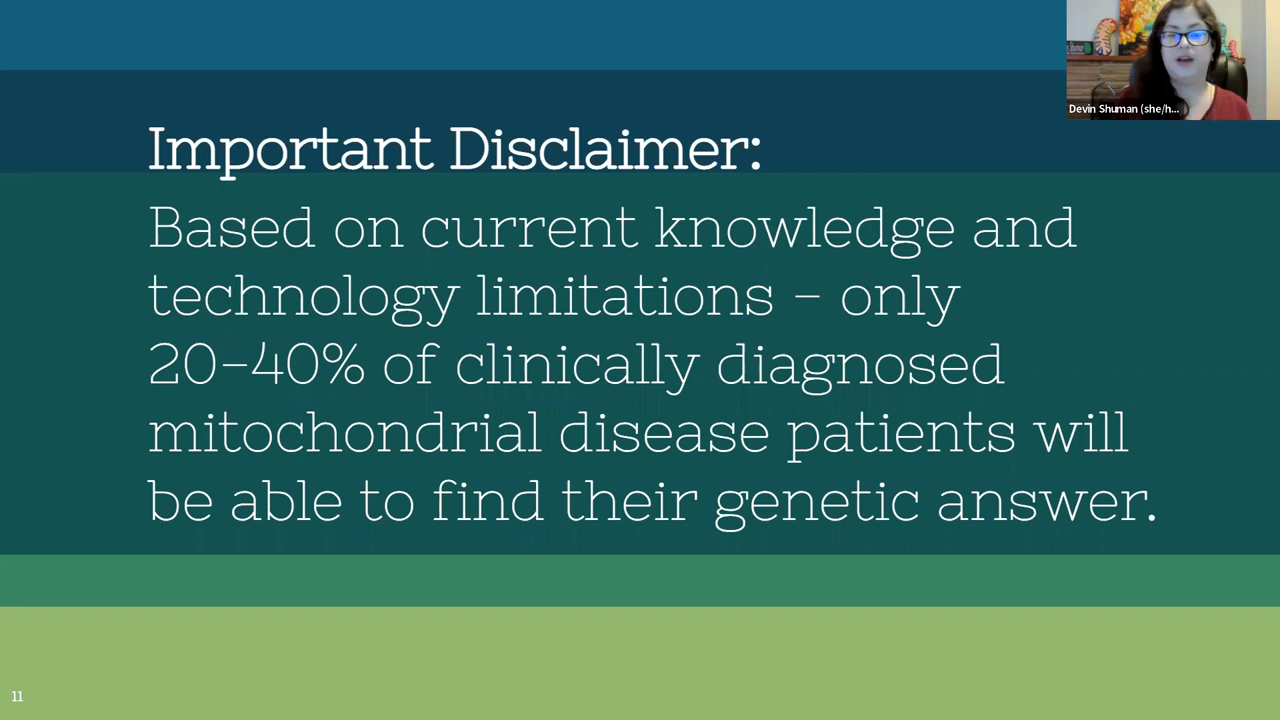 Important Disclaimer:
Based on current knowledge and
technology limitations – only
20–40% of clinically diagnosed
mitochondrial disease patients will
be able to find their genetic answer.
Devin Shuman (she/h...
11